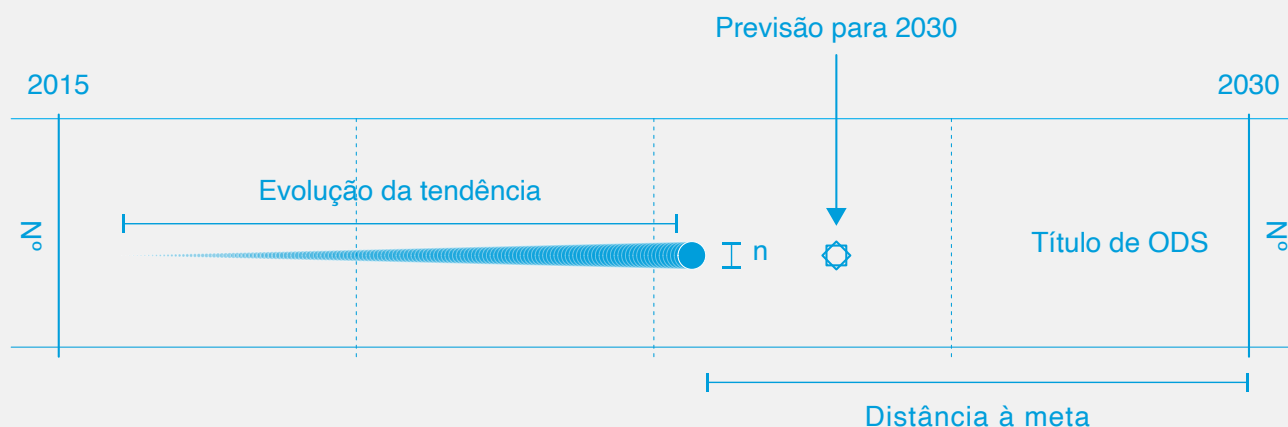 Previsão para 2030
2015
2030
Evolução da tendência
Nº
n
Título de ODS
Nº
Distância à meta